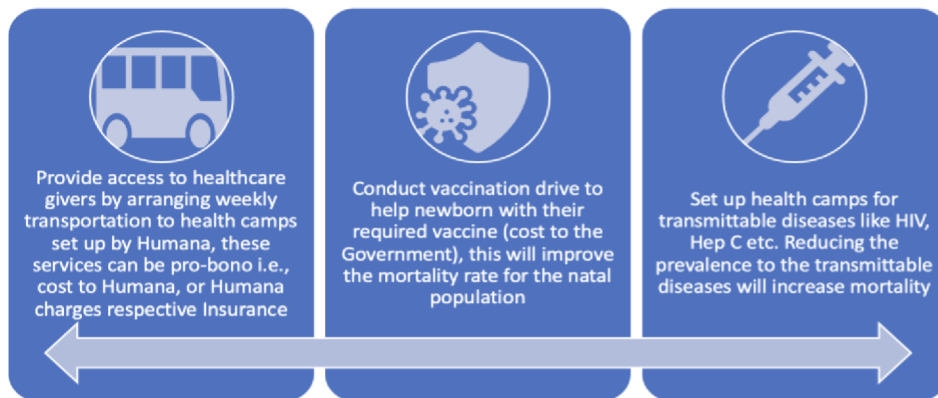 Provide access to healthcare
givers by arranging weekly
transportation to health camps
set up by Humana, these
services can be pro-bono i.e.,
cost to Humana, or Humana
charges respective Insurance
Conduct vaccination drive to
help newborn with their
required vaccine (cost to the
Government), this will improve
the mortality rate for the natal
population
Set up health camps for
transmittable diseases like HIV,
Hep C etc. Reducing the
prevalence to the transmittable
diseases will increase mortality